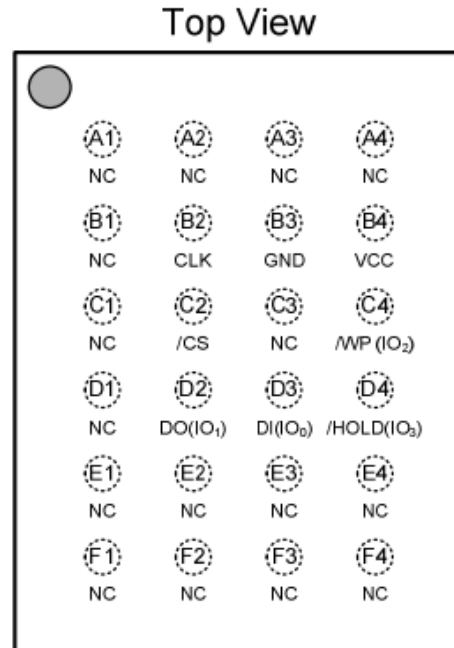 Top View
A1 A2 A3 A4
NC NC NC NC
B1 B2 B3 B4
NC CLK GND VCC
C1 C2 C3 C4
NC /CS NC /WP (IO₂)
D1 D2 D3 D4
NC DO(IO₁) DI(IO₀) /HOLD(IO₃)
E1 E2 E3 E4
NC NC NC NC
F1 F2 F3 F4
NC NC NC NC